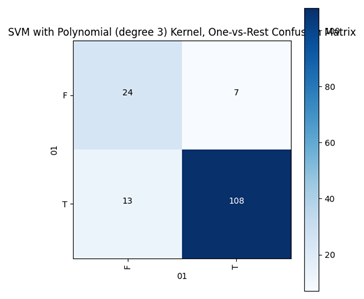 SVM with Polynomial (degree 3) Kernel, One-vs-Rest Confusion Matrix
F 24 7
T 13 108
F T
01
01
100
80
60
40
20